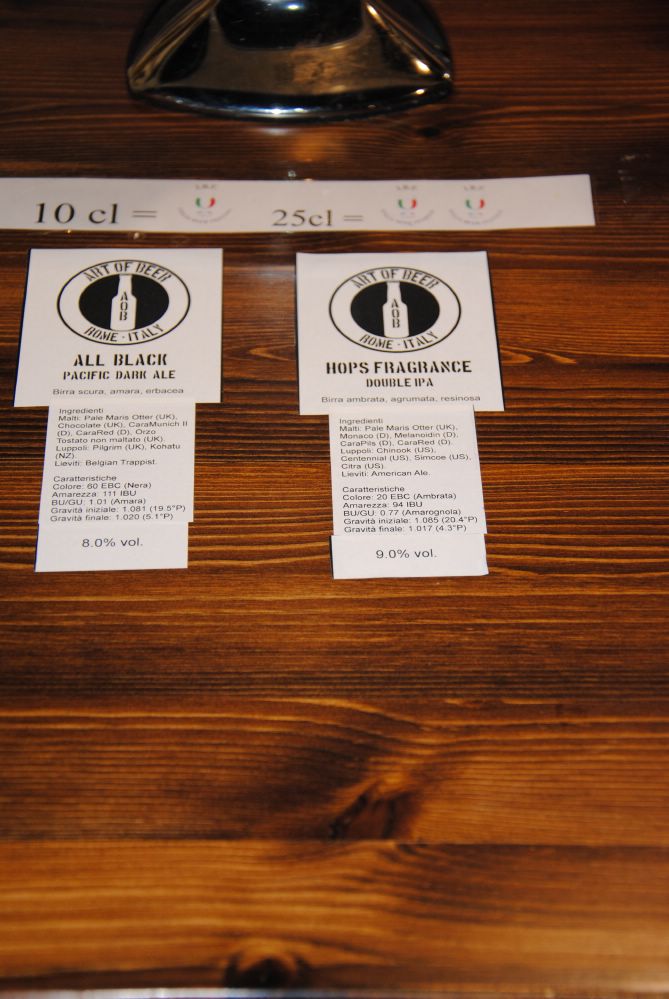 10 cl =
25cl =
I.B.F
I.B.F
I.B.F
ART OF BEER
AOB
ROME - ITALY
ALL BLACK
PACIFIC DARK ALE
Birra scura, amara, erbacea
Ingredienti
Malti: Pale Maris Otter (UK),
Chocolate (UK), CaraMunich II
(D), CaraRed (D), Orzo
Tostato non maltato (UK).
Luppoli: Pilgrim (UK), Kohatu
(NZ).
Lieviti: Belgian Trappist.
Caratteristiche
Colore: 60 EBC (Nera)
Amarezza: 111 IBU
BU/GU: 1.01 (Amara)
Gravità iniziale: 1.081 (19.5°P)
Gravità finale: 1.020 (5.1°P)
8.0% vol.
ART OF BEER
AOB
ROME - ITALY
HOPS FRAGRANCE
DOUBLE IPA
Birra ambrata, agrumata, resinosa
Ingredienti
Malti: Pale Maris Otter (UK),
Monaco (D), Melanoidin (D),
CaraPils (D), CaraRed (D).
Luppoli: Chinook (US),
Centennial (US), Simcoe (US),
Citra (US).
Lieviti: American Ale.
Caratteristiche
Colore: 20 EBC (Ambrata)
Amarezza: 94 IBU
BU/GU: 0.77 (Amarognola)
Gravità iniziale: 1.085 (20.4°P)
Gravità finale: 1.017 (4.3°P)
9.0% vol.